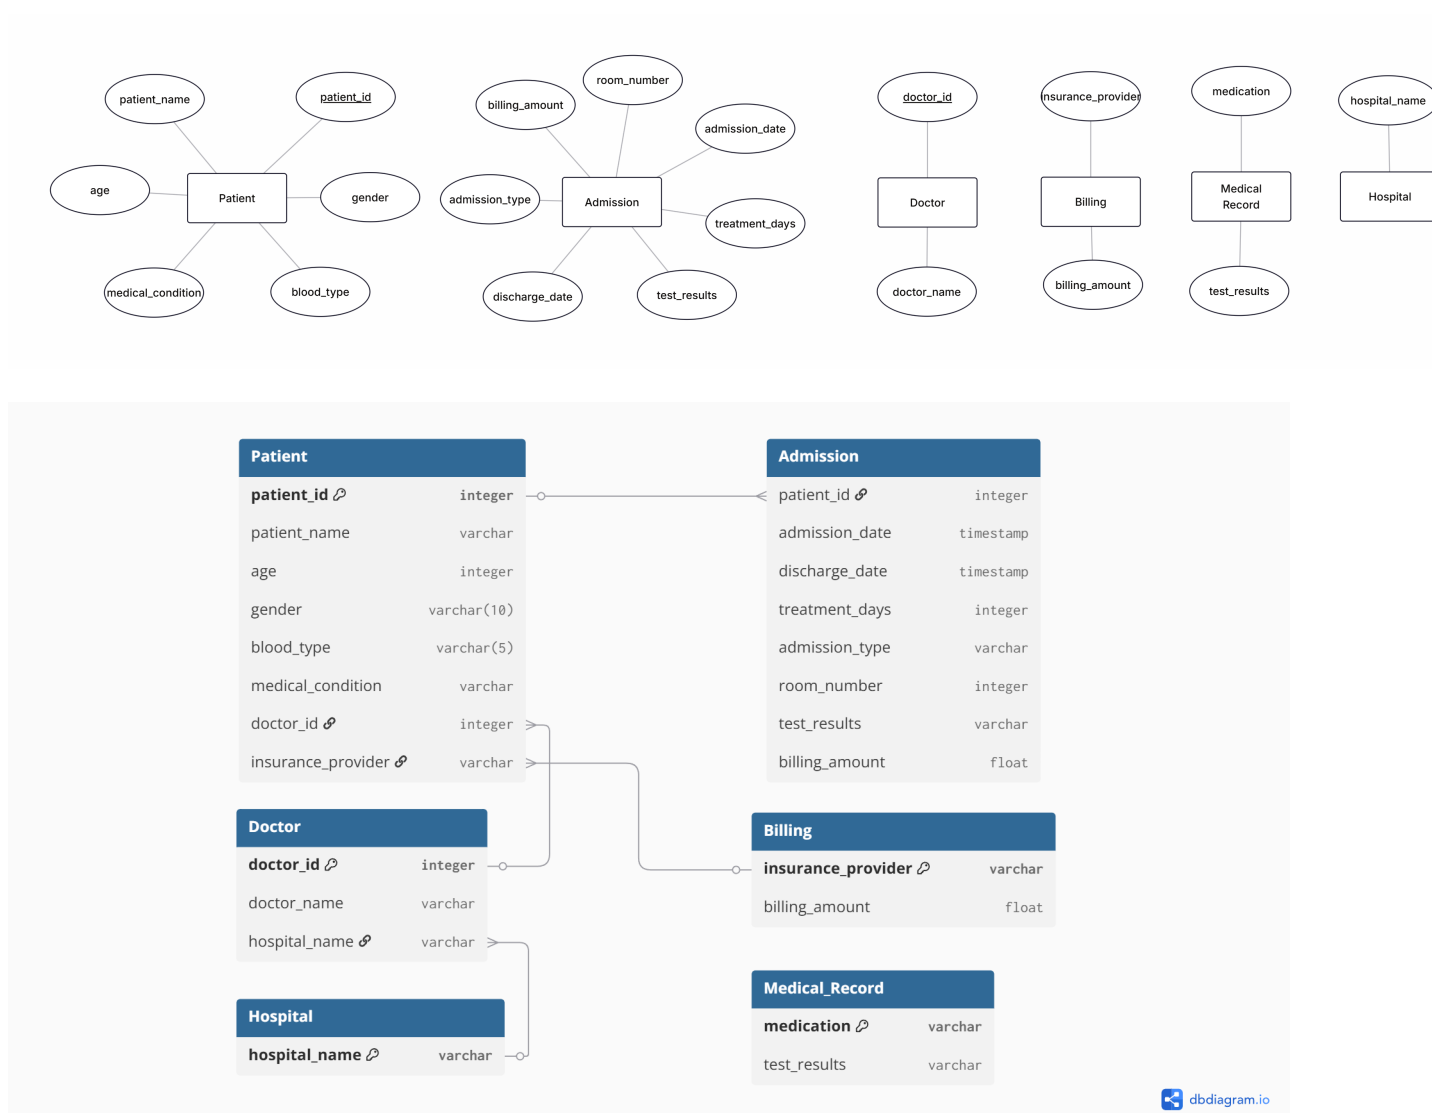 patient_name
patient_id
age
Patient
gender
medical_condition
blood_type
room_number
billing_amount
admission_date
admission_type
Admission
treatment_days
discharge_date
test_results
doctor_id
Doctor
doctor_name
insurance_provider
Billing
billing_amount
medication
Medical
Record
test_results
hospital_name
Hospital
Patient
patient_id integer
patient_name varchar
age integer
gender varchar(10)
blood_type varchar(5)
medical_condition varchar
doctor_id integer
insurance_provider varchar
Admission
patient_id integer
admission_date timestamp
discharge_date timestamp
treatment_days integer
admission_type varchar
room_number integer
test_results varchar
billing_amount float
Doctor
doctor_id integer
doctor_name varchar
hospital_name varchar
Billing
insurance_provider varchar
billing_amount float
Hospital
hospital_name varchar
Medical_Record
medication varchar
test_results varchar
dbdiagram.io